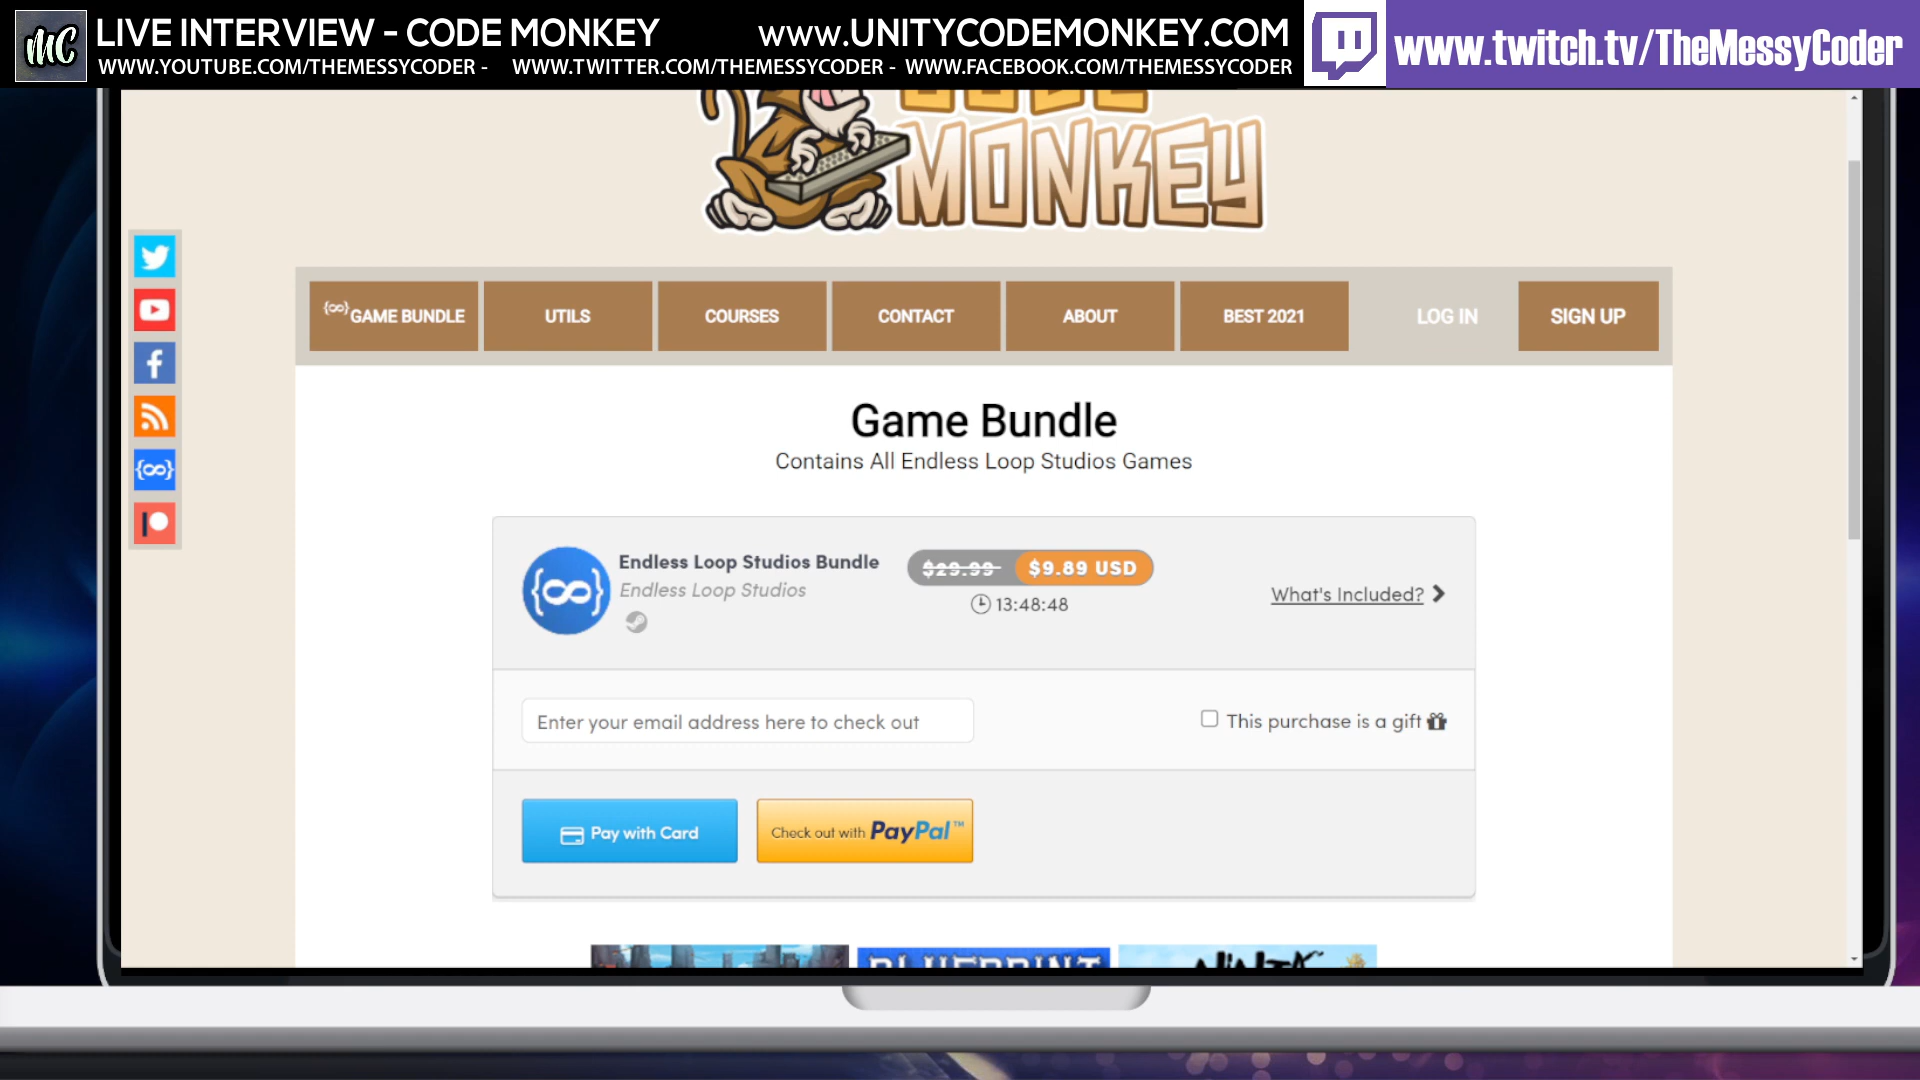 MC
LIVE INTERVIEW - CODE MONKEY
www.UNITYCODEMONKEY.COM
www.twitch.tv/TheMessyCoder
WWW.YOUTUBE.COM/THEMESSYCODER - WWW.TWITTER.COM/THEMESSYCODER - WWW.FACEBOOK.COM/THEMESSYCODER
MONKEY
{∞}GAME BUNDLE
UTILS
COURSES
CONTACT
ABOUT
BEST 2021
LOG IN
SIGN UP
Game Bundle
Contains All Endless Loop Studios Games
Endless Loop Studios Bundle
Endless Loop Studios
$29.99 $9.89 USD
13:48:48
What's Included?
Enter your email address here to check out
This purchase is a gift
Pay with Card
Check out with PayPal™
BLUEPRINT
NINJA